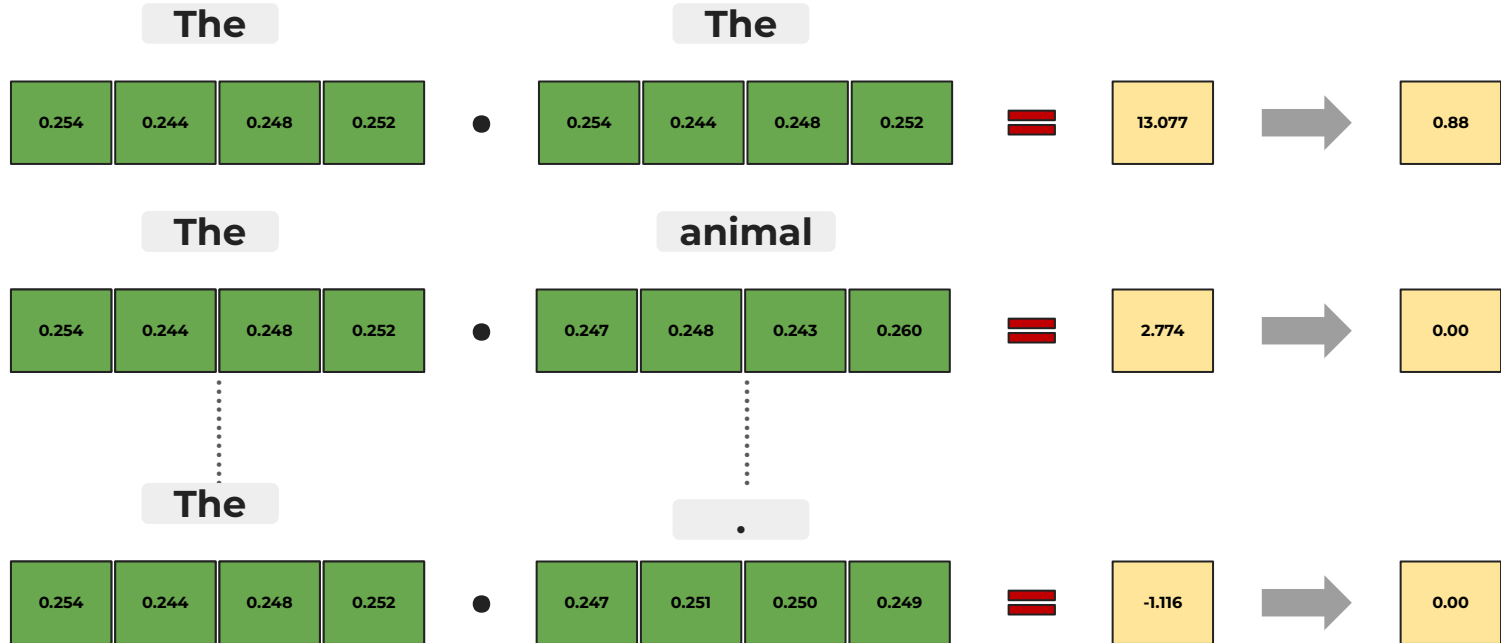 The The
0.254 0.244 0.248 0.252 • 0.254 0.244 0.248 0.252 = 13.077 0.88
The animal
0.254 0.244 0.248 0.252 • 0.247 0.248 0.243 0.260 = 2.774 0.00
The .
0.254 0.244 0.248 0.252 • 0.247 0.251 0.250 0.249 = -1.116 0.00